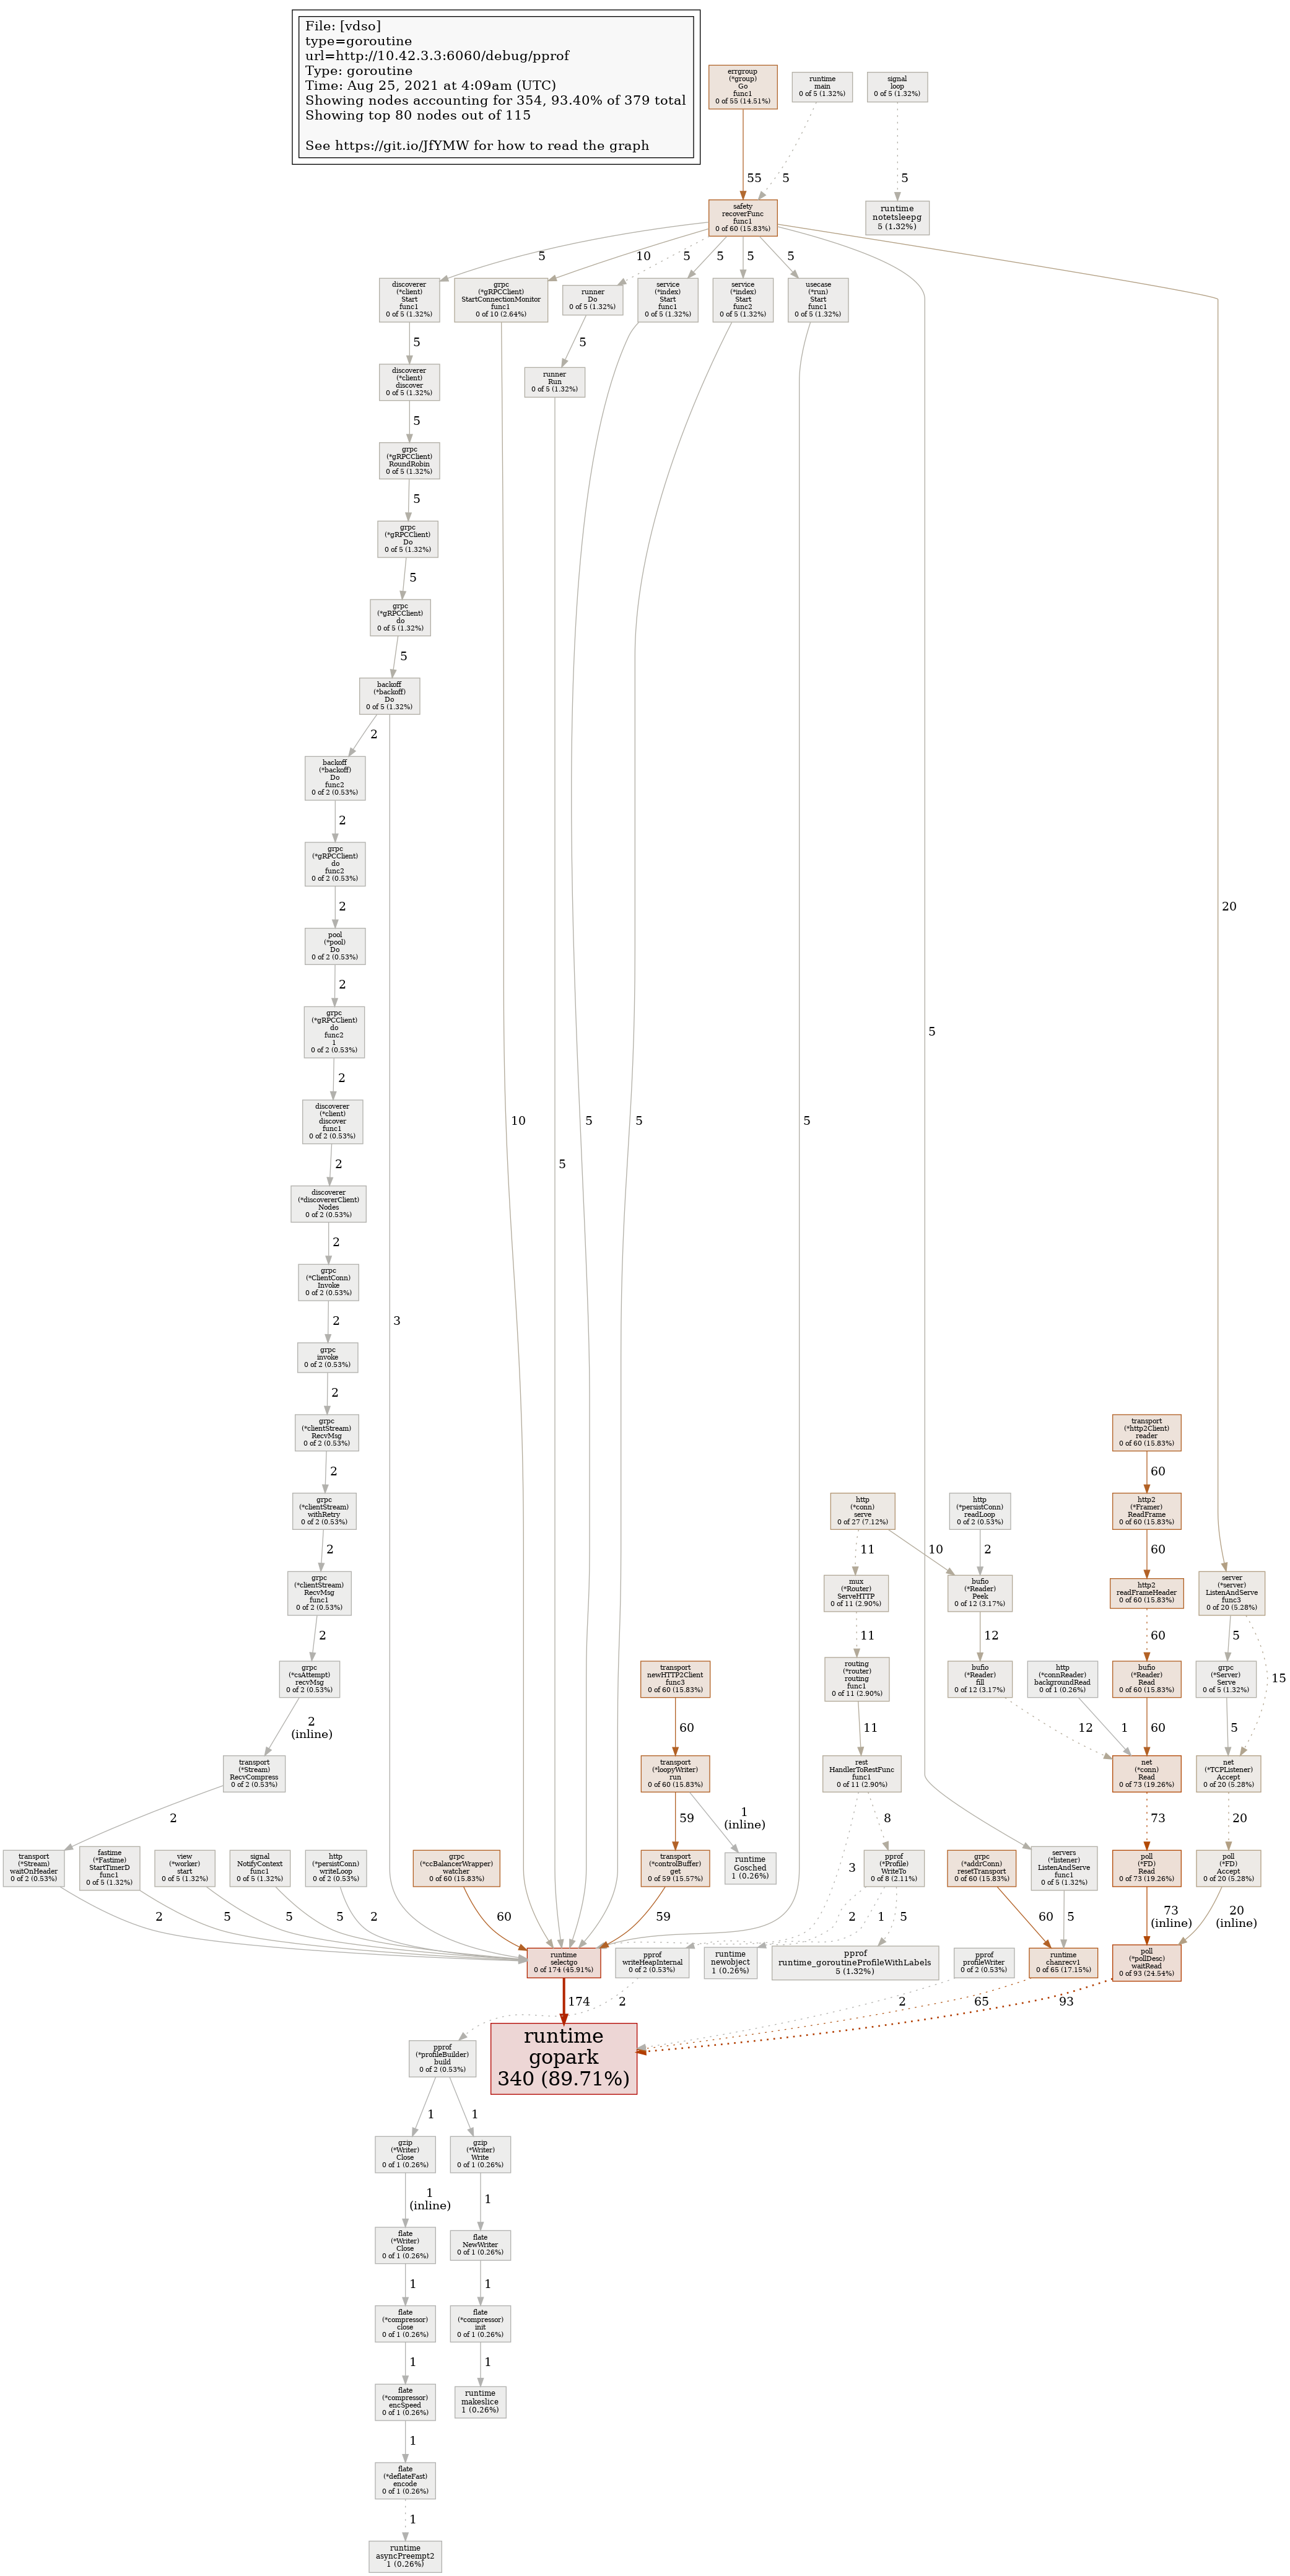 File: [vdso]
type=goroutine
url=http://10.42.3.3:6060/debug/pprof
Type: goroutine
Time: Aug 25, 2021 at 4:09am (UTC)
Showing nodes accounting for 354, 93.40% of 379 total
Showing top 80 nodes out of 115
See https://git.io/JfYMW for how to read the graph
errgroup
(*group)
Go
func1
0 of 55 (14.51%)
runtime
main
0 of 5 (1.32%)
signal
loop
0 of 5 (1.32%)
55
5
5
safety
recoverFunc
func1
0 of 60 (15.83%)
runtime
notetsleepg
5 (1.32%)
5
10
5
5
5
5
discoverer
(*client)
Start
func1
0 of 5 (1.32%)
grpc
(*gRPCClient)
StartConnectionMonitor
func1
0 of 10 (2.64%)
runner
Do
0 of 5 (1.32%)
service
(*index)
Start
func1
0 of 5 (1.32%)
service
(*index)
Start
func2
0 of 5 (1.32%)
usecase
(*run)
Start
func1
0 of 5 (1.32%)
5
5
discoverer
(*client)
discover
0 of 5 (1.32%)
runner
Run
0 of 5 (1.32%)
5
grpc
(*gRPCClient)
RoundRobin
0 of 5 (1.32%)
5
grpc
(*gRPCClient)
Do
0 of 5 (1.32%)
5
grpc
(*gRPCClient)
do
0 of 5 (1.32%)
5
backoff
(*backoff)
Do
0 of 5 (1.32%)
2
backoff
(*backoff)
Do
func2
0 of 2 (0.53%)
2
grpc
(*gRPCClient)
do
func2
0 of 2 (0.53%)
2
20
pool
(*pool)
Do
0 of 2 (0.53%)
2
grpc
(*gRPCClient)
do
func2
1
0 of 2 (0.53%)
5
2
discoverer
(*client)
discover
func1
0 of 2 (0.53%)
10
5
5
5
2
5
discoverer
(*discovererClient)
Nodes
0 of 2 (0.53%)
2
grpc
(*ClientConn)
Invoke
0 of 2 (0.53%)
2
3
grpc
invoke
0 of 2 (0.53%)
2
grpc
(*clientStream)
RecvMsg
0 of 2 (0.53%)
transport
(*http2Client)
reader
0 of 60 (15.83%)
2
60
grpc
(*clientStream)
withRetry
0 of 2 (0.53%)
http
(*conn)
serve
0 of 27 (7.12%)
http
(*persistConn)
readLoop
0 of 2 (0.53%)
http2
(*Framer)
ReadFrame
0 of 60 (15.83%)
2
11
10
2
60
grpc
(*clientStream)
RecvMsg
func1
0 of 2 (0.53%)
mux
(*Router)
ServeHTTP
0 of 11 (2.90%)
bufio
(*Reader)
Peek
0 of 12 (3.17%)
http2
readFrameHeader
0 of 60 (15.83%)
server
(*server)
ListenAndServe
func3
0 of 20 (5.28%)
2
11
12
60
5
15
grpc
(*csAttempt)
recvMsg
0 of 2 (0.53%)
transport
newHTTP2Client
func3
0 of 60 (15.83%)
routing
(*router)
routing
func1
0 of 11 (2.90%)
bufio
(*Reader)
fill
0 of 12 (3.17%)
http
(*connReader)
backgroundRead
0 of 1 (0.26%)
bufio
(*Reader)
Read
0 of 60 (15.83%)
grpc
(*Server)
Serve
0 of 5 (1.32%)
2
(inline)
60
11
12
1
60
5
transport
(*Stream)
RecvCompress
0 of 2 (0.53%)
transport
(*loopyWriter)
run
0 of 60 (15.83%)
rest
HandlerToRestFunc
func1
0 of 11 (2.90%)
net
(*conn)
Read
0 of 73 (19.26%)
net
(*TCPListener)
Accept
0 of 20 (5.28%)
2
59
1
(inline)
3
8
73
20
transport
(*Stream)
waitOnHeader
0 of 2 (0.53%)
fastime
(*Fastime)
StartTimerD
func1
0 of 5 (1.32%)
view
(*worker)
start
0 of 5 (1.32%)
signal
NotifyContext
func1
0 of 5 (1.32%)
http
(*persistConn)
writeLoop
0 of 2 (0.53%)
grpc
(*ccBalancerWrapper)
watcher
0 of 60 (15.83%)
transport
(*controlBuffer)
get
0 of 59 (15.57%)
runtime
Gosched
1 (0.26%)
pprof
(*Profile)
WriteTo
0 of 8 (2.11%)
grpc
(*addrConn)
resetTransport
0 of 60 (15.83%)
servers
(*listener)
ListenAndServe
func1
0 of 5 (1.32%)
poll
(*FD)
Read
0 of 73 (19.26%)
poll
(*FD)
Accept
0 of 20 (5.28%)
2
5
5
5
2
60
59
2
1
5
60
5
73
(inline)
20
(inline)
runtime
selectgo
0 of 174 (45.91%)
pprof
writeHeapInternal
0 of 2 (0.53%)
runtime
newobject
1 (0.26%)
pprof
runtime_goroutineProfileWithLabels
5 (1.32%)
pprof
profileWriter
0 of 2 (0.53%)
runtime
chanrecv1
0 of 65 (17.15%)
poll
(*pollDesc)
waitRead
0 of 93 (24.54%)
174
2
2
65
93
runtime
gopark
340 (89.71%)
pprof
(*profileBuilder)
build
0 of 2 (0.53%)
1
1
gzip
(*Writer)
Close
0 of 1 (0.26%)
gzip
(*Writer)
Write
0 of 1 (0.26%)
1
(inline)
1
flate
(*Writer)
Close
0 of 1 (0.26%)
flate
NewWriter
0 of 1 (0.26%)
1
1
flate
(*compressor)
close
0 of 1 (0.26%)
flate
(*compressor)
init
0 of 1 (0.26%)
1
1
flate
(*compressor)
encSpeed
0 of 1 (0.26%)
runtime
makeslice
1 (0.26%)
1
flate
(*deflateFast)
encode
0 of 1 (0.26%)
1
runtime
asyncPreempt2
1 (0.26%)